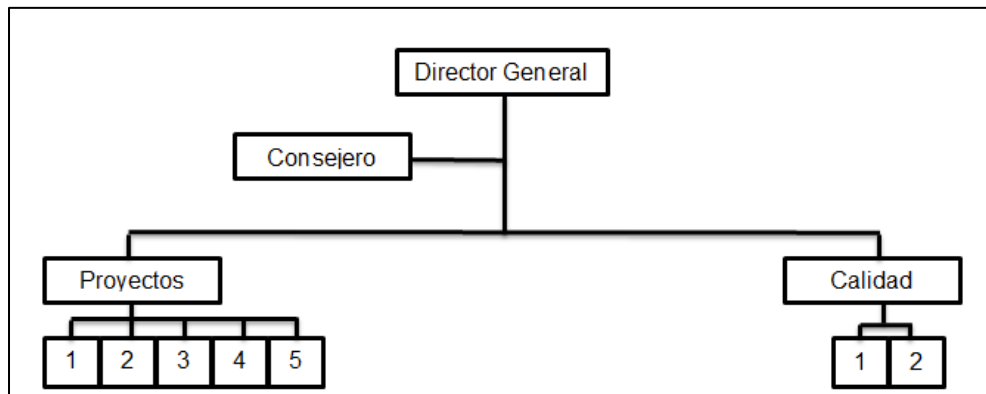 Director General
Consejero
Proyectos
Calidad
1 2 3 4 5
1 2